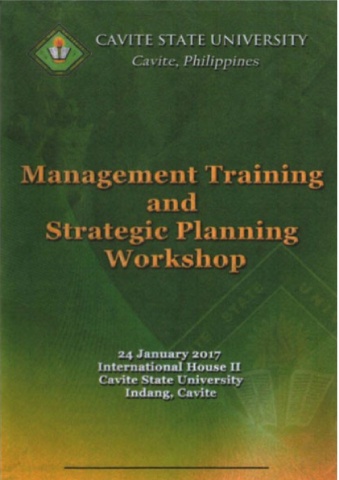 CAVITE STATE UNIVERSITY
Cavite, Philippines
Management Training
and
Strategic Planning
Workshop
24 January 2017
International House II
Cavite State University
Indang, Cavite